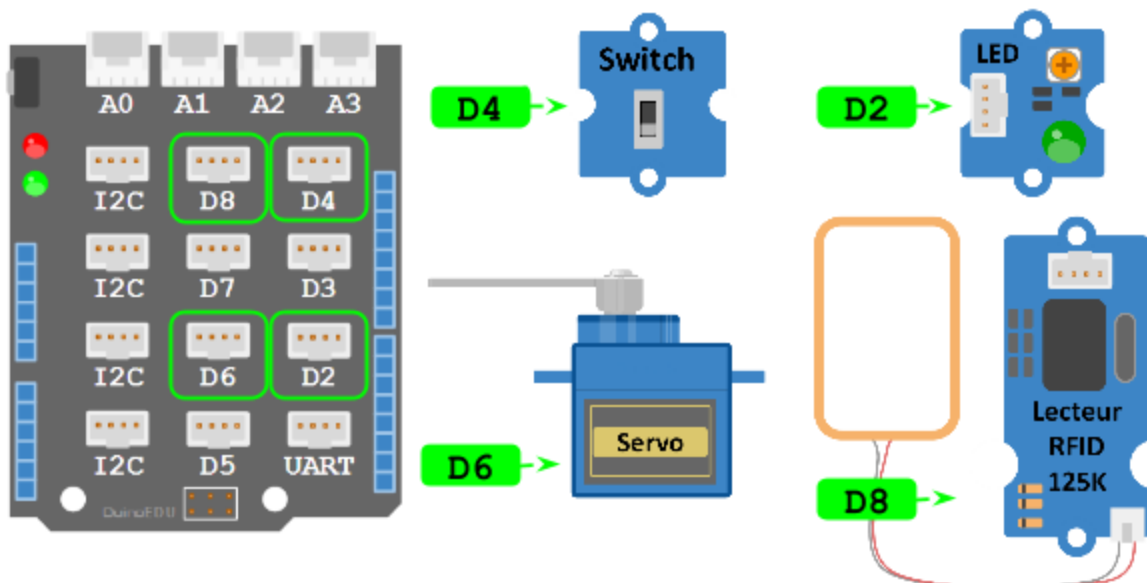 A0 A1 A2 A3
I2C D8 D4
I2C D7 D3
I2C D6 D2
I2C D5 UART
DuinoEDU
Switch
D4
LED
D2
Servo
D6
Lecteur
RFID
125K
D8